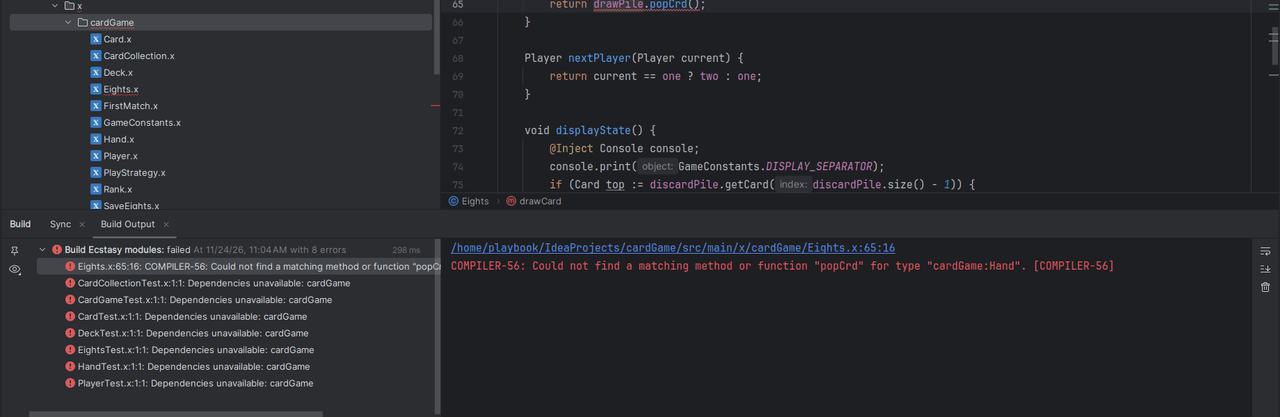 x
cardGame
Card.x
CardCollection.x
Deck.x
Eights.x
FirstMatch.x
GameConstants.x
Hand.x
Player.x
PlayStrategy.x
Rank.x
SaveEights.x
65 return drawPile.popCrd();
66 }
67
68 Player nextPlayer(Player current) {
69 return current == one ? two : one;
70 }
71
72 void displayState() {
73 @Inject Console console;
74 console.print( object: GameConstants.DISPLAY_SEPARATOR);
75 if (Card top := discardPile.getCard( index: discardPile.size() - 1)) {
Eights > drawCard
Build Sync × Build Output ×
Build Ecstasy modules: failed At 11/24/26, 11:04 AM with 8 errors 298 ms
Eights.x:65:16: COMPILER-56: Could not find a matching method or function "popCr
CardCollectionTest.x:1:1: Dependencies unavailable: cardGame
CardGameTest.x:1:1: Dependencies unavailable: cardGame
CardTest.x:1:1: Dependencies unavailable: cardGame
DeckTest.x:1:1: Dependencies unavailable: cardGame
EightsTest.x:1:1: Dependencies unavailable: cardGame
HandTest.x:1:1: Dependencies unavailable: cardGame
PlayerTest.x:1:1: Dependencies unavailable: cardGame
/home/playbook/IdeaProjects/cardGame/src/main/x/cardGame/Eights.x:65:16
COMPILER-56: Could not find a matching method or function "popCrd" for type "cardGame:Hand". [COMPILER-56]